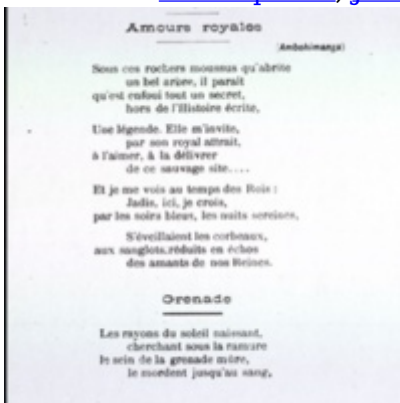 Amours royales
(Ambohimanga)
Sous ces rochers moussus qu'abrite
un bel arbre, il paraît
qu'est enfoui tout un secret,
hors de l'Histoire écrite,
Une légende. Elle m'invite,
par son royal attrait,
à l'aimer, à la délivrer
de ce sauvage site.....
Et je me vois au temps des Rois :
Jadis, ici, je crois,
par les soirs bleus, les nuits sereines,
S'éveillaient les corbeaux,
aux sanglots réduits en échos
des amants de nos Reines.
Grenade
Les rayons du soleil naissant,
cherchant sous la ramure
le sein de la grenade mûre,
le mordent jusqu'au sang,